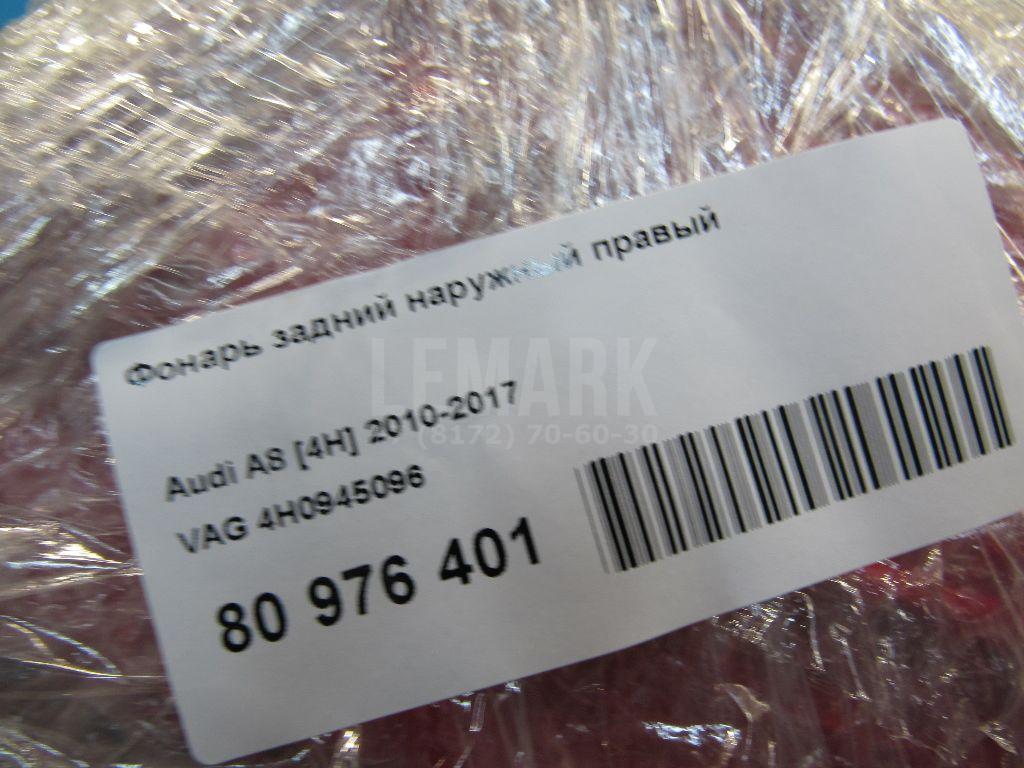 Фонарь задний наружный правый
LEMARK
Audi A8 [4H] 2010-2017
(8172) 70-60-30
VAG 4H0945096
80 976 401